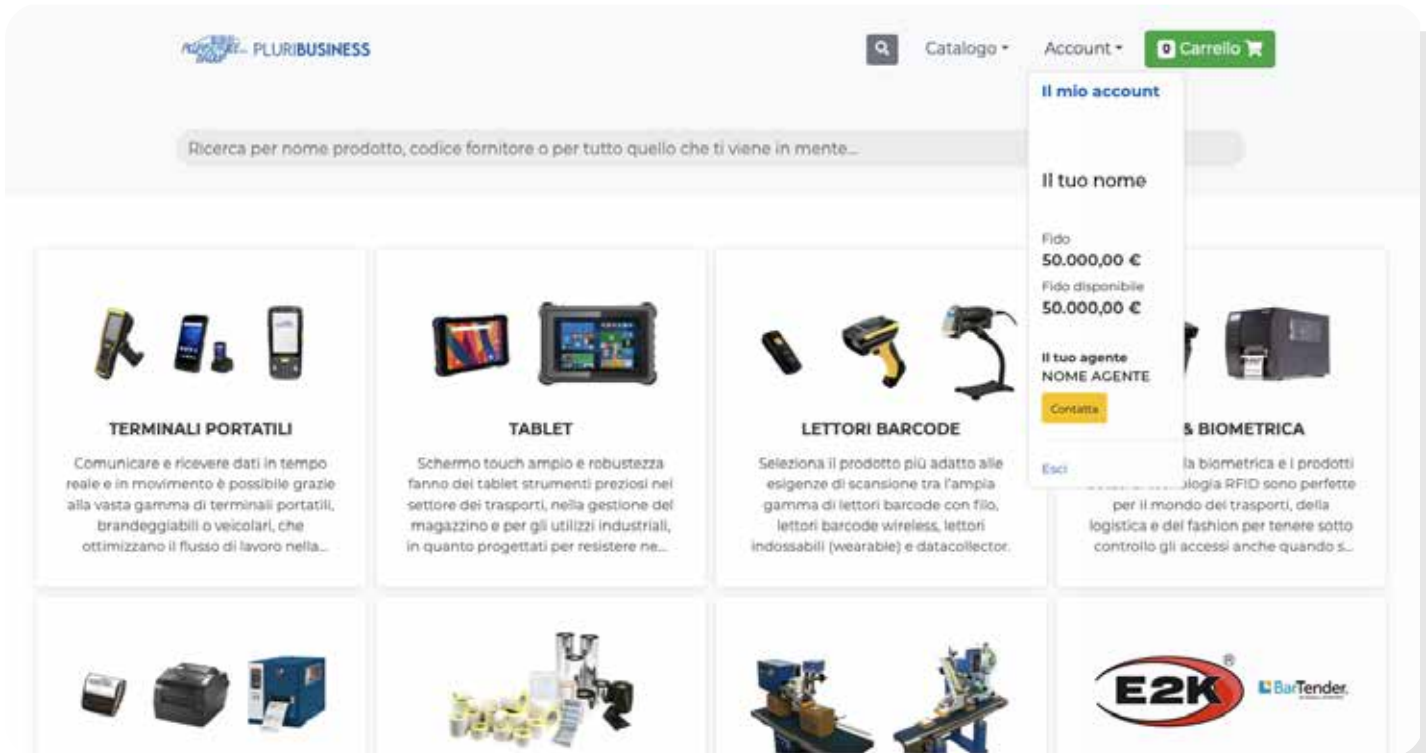 PLURIBUSINESS
Catalogo
Account
0 Carrello
Il mio account
Ricerca per nome prodotto, codice fornitore o per tutto quello che ti viene in mente...
Il tuo nome
Fido
50.000,00 €
Fido disponibile
50.000,00 €
Il tuo agente
NOME AGENTE
Contatta
Esci
TERMINALI PORTATILI
Comunicare e ricevere dati in tempo
reale e in movimento è possibile grazie
alla vasta gamma di terminali portatili,
brandeggiabili o veicolari, che
ottimizzano il flusso di lavoro nella...
TABLET
Schermo touch ampio e robustezza
fanno dei tablet strumenti preziosi nel
settore dei trasporti, nella gestione del
magazzino e per gli utilizzi industriali,
in quanto progettati per resistere ne...
LETTORI BARCODE
Seleziona il prodotto più adatto alle
esigenze di scansione tra l'ampia
gamma di lettori barcode con filo,
lettori barcode wireless, lettori
indossabili (wearable) e datacollector.
& BIOMETRICA
la biometrica e i prodotti
RFID sono perfette
per il mondo dei trasporti, della
logistica e del fashion per tenere sotto
controllo gli accessi anche quando s...
E2K
®
BarTender.